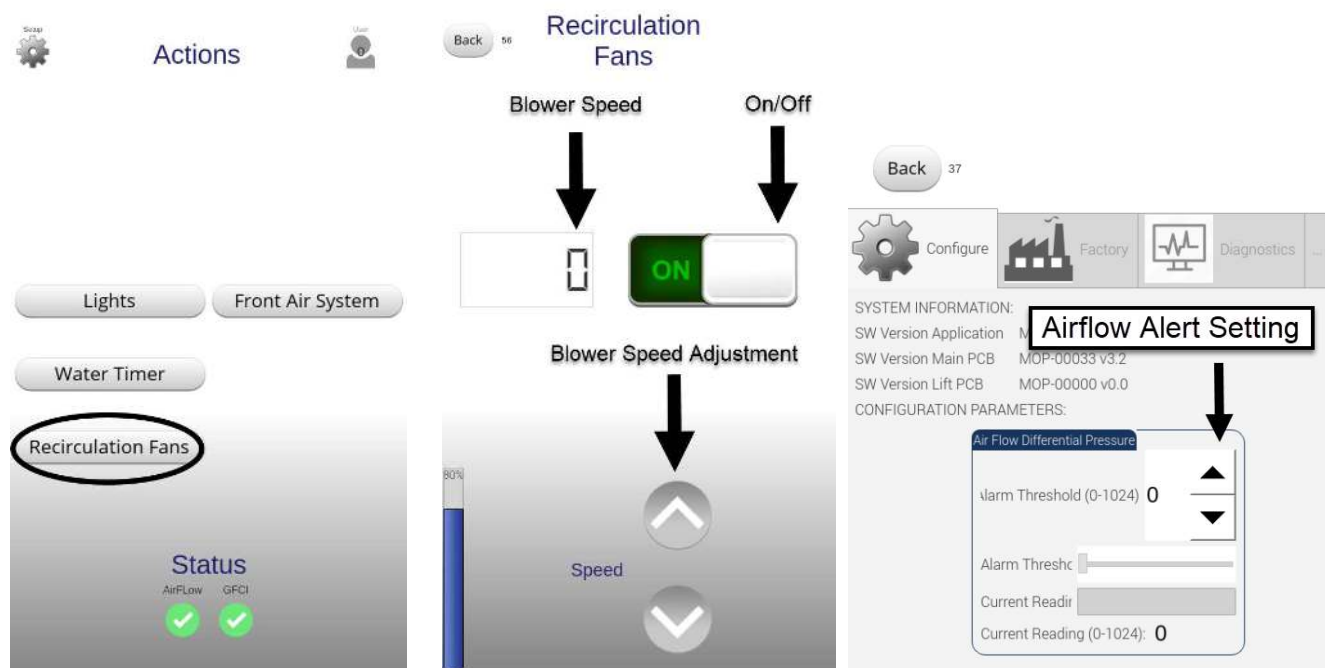 Setup
User
Actions
0
Lights
Front Air System
Water Timer
Recirculation Fans
Status
AirFLow
GFCI
Back
56
Recirculation
Fans
Blower Speed
On/Off
0
ON
Blower Speed Adjustment
80%
Speed
Back
37
Configure
Factory
Diagnostics
...
SYSTEM INFORMATION:
Airflow Alert Setting
SW Version Application M
SW Version Main PCB MOP-00033 v3.2
SW Version Lift PCB MOP-00000 v0.0
CONFIGURATION PARAMETERS:
Air Flow Differential Pressure
Alarm Threshold (0-1024) 0
Alarm Thresho
Current Readin
Current Reading (0-1024): 0